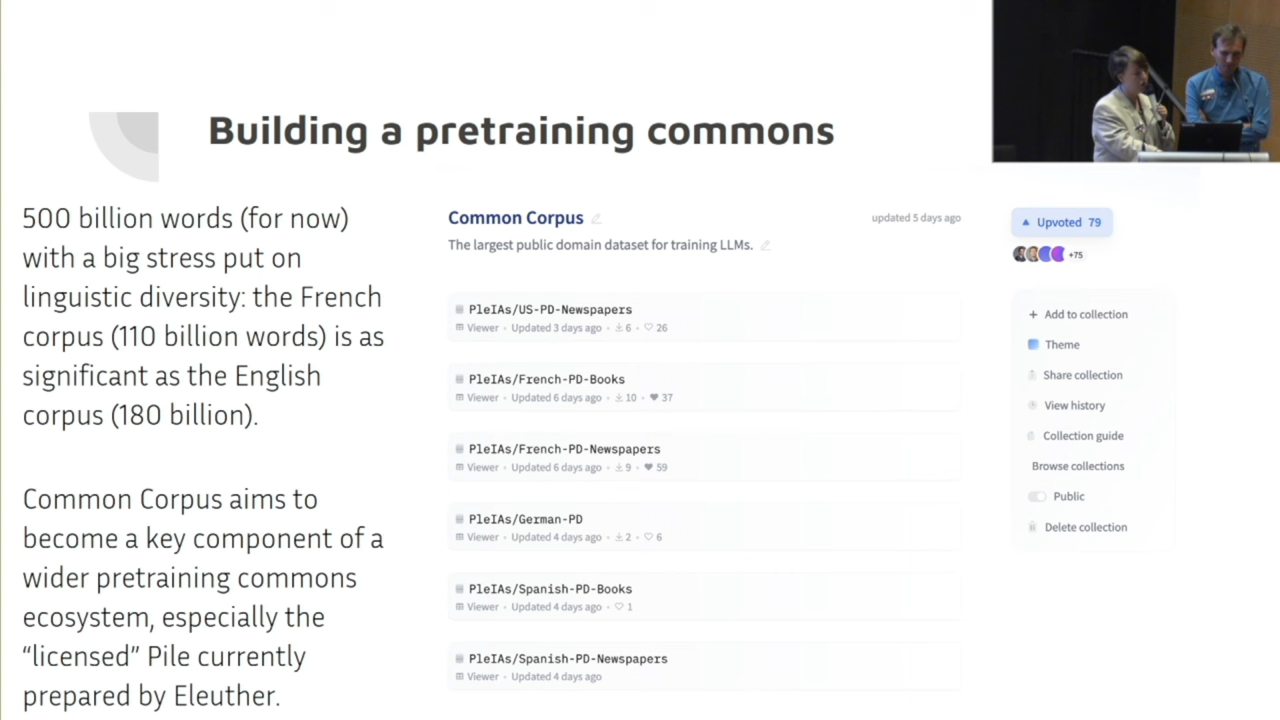 Building a pretraining commons
500 billion words (for now)
with a big stress put on
linguistic diversity: the French
corpus (110 billion words) is as
significant as the English
corpus (180 billion).
Common Corpus aims to
become a key component of a
wider pretraining commons
ecosystem, especially the
“licensed” Pile currently
prepared by Eleuther.
Common Corpus
updated 5 days ago
The largest public domain dataset for training LLMs.
PleIAs/US-PD-Newspapers
Viewer • Updated 3 days ago • 6 • 26
PleIAs/French-PD-Books
Viewer • Updated 6 days ago • 10 • 37
PleIAs/French-PD-Newspapers
Viewer • Updated 6 days ago • 9 • 59
PleIAs/German-PD
Viewer • Updated 4 days ago • 2 • 6
PleIAs/Spanish-PD-Books
Viewer • Updated 4 days ago • 1
PleIAs/Spanish-PD-Newspapers
Viewer • Updated 4 days ago
Upvoted 79
+75
+ Add to collection
Theme
Share collection
View history
Collection guide
Browse collections
Public
Delete collection